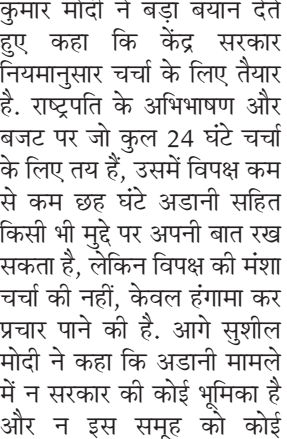 कुमार मोदी ने बड़ा बयान देते
हुए कहा कि केंद्र सरकार
नियमानुसार चर्चा के लिए तैयार
है. राष्ट्रपति के अभिभाषण और
बजट पर जो कुल 24 घंटे चर्चा
के लिए तय हैं, उसमें विपक्ष कम
से कम छह घंटे अडानी सहित
किसी भी मुद्दे पर अपनी बात रख
सकता है, लेकिन विपक्ष की मंशा
चर्चा की नहीं, केवल हंगामा कर
प्रचार पाने की है. आगे सुशील
मोदी ने कहा कि अडानी मामले
में न सरकार की कोई भूमिका है
और न इस समूह को कोई